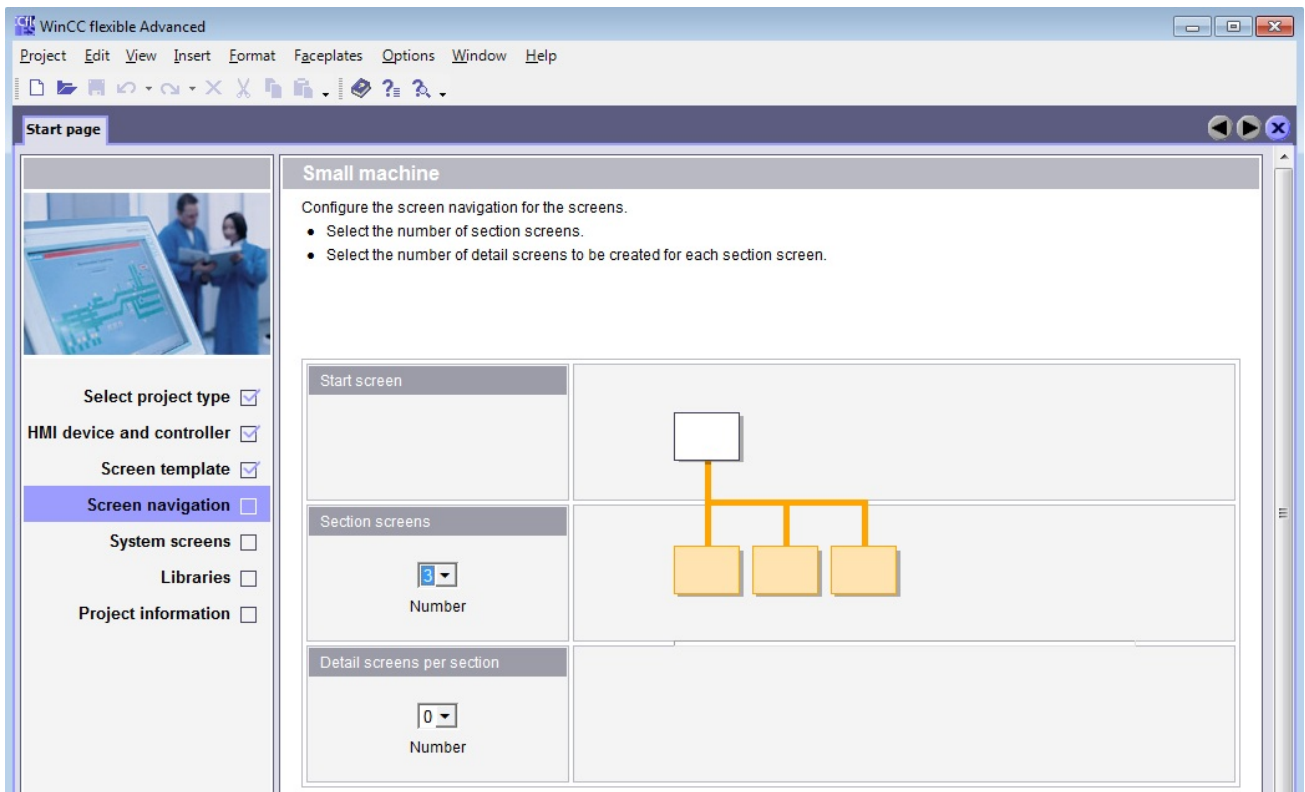 WinCC flexible Advanced
Project Edit View Insert Format Faceplates Options Window Help
Start page
Small machine
Configure the screen navigation for the screens.
• Select the number of section screens.
• Select the number of detail screens to be created for each section screen.
Select project type
HMI device and controller
Screen template
Screen navigation
System screens
Libraries
Project information
Start screen
Section screens
3
Number
Detail screens per section
0
Number